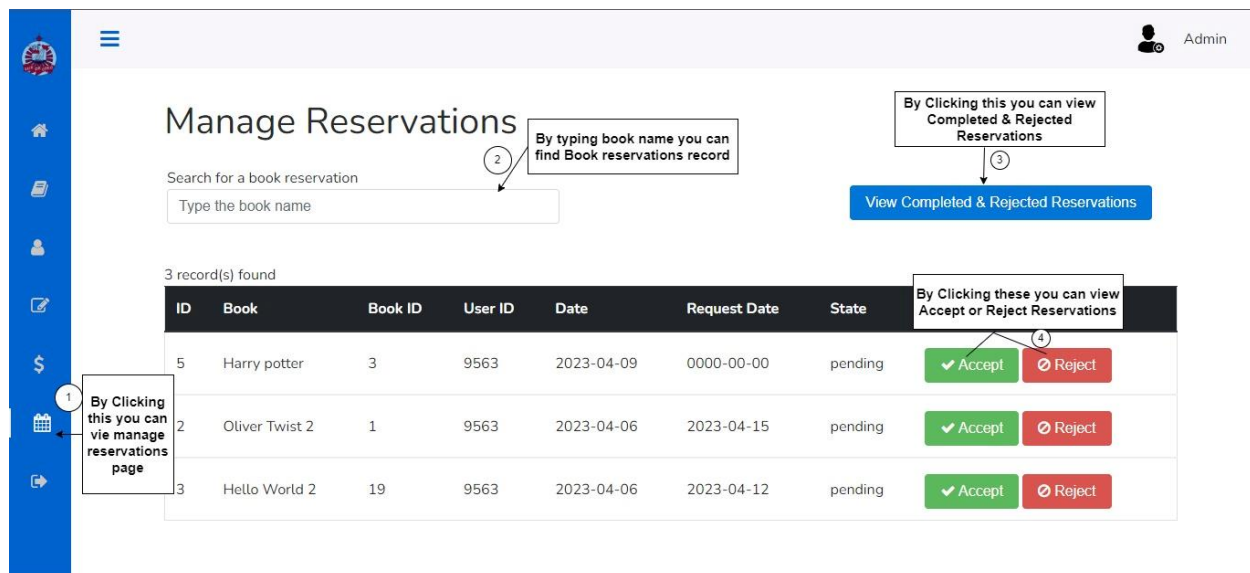 Admin
Manage Reservations
By Clicking this you can view
Completed & Rejected
Reservations
3
2
By typing book name you can
find Book reservations record
Search for a book reservation
Type the book name
View Completed & Rejected Reservations
3 record(s) found
ID Book Book ID User ID Date Request Date State
By Clicking these you can view
Accept or Reject Reservations
4
5 Harry potter 3 9563 2023-04-09 0000-00-00 pending Accept Reject
1
By Clicking
this you can
vie manage
reservations
page
2 Oliver Twist 2 1 9563 2023-04-06 2023-04-15 pending Accept Reject
3 Hello World 2 19 9563 2023-04-06 2023-04-12 pending Accept Reject